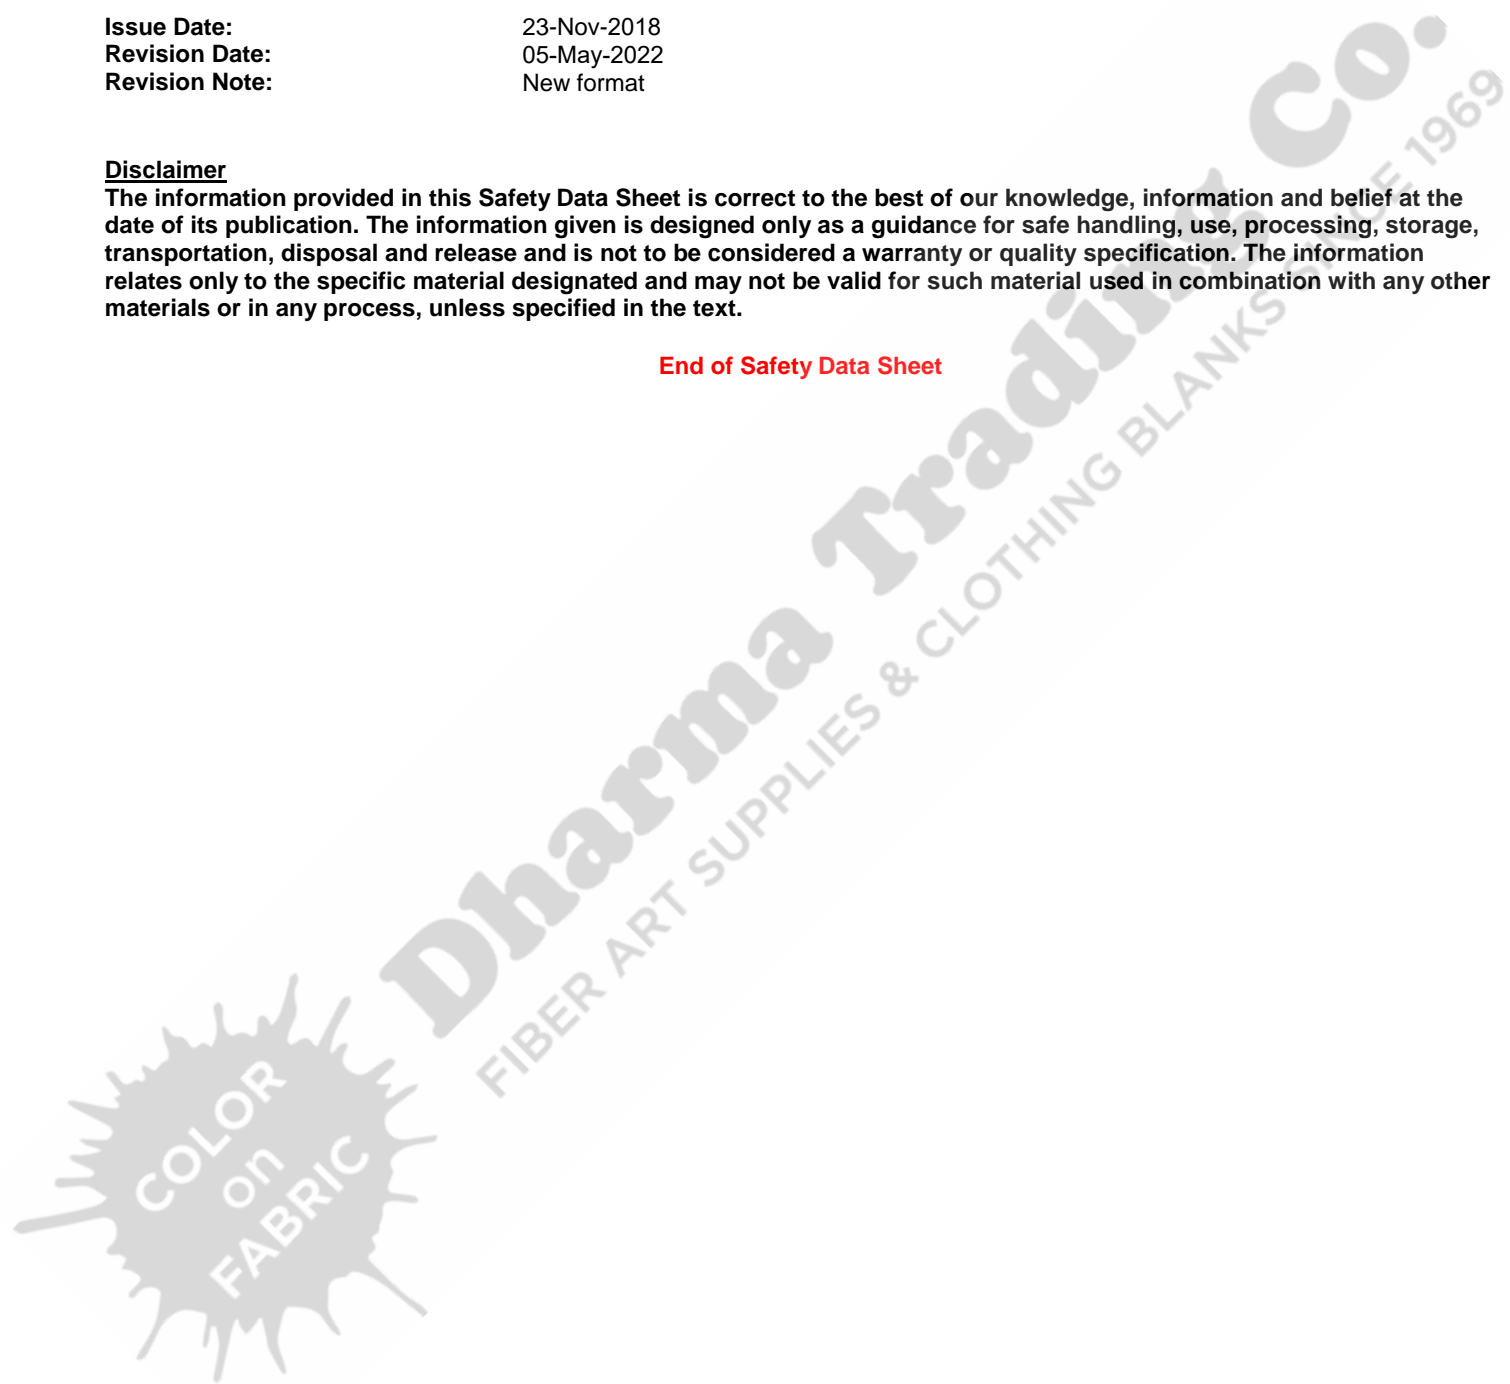 Issue Date: 23-Nov-2018
Revision Date: 05-May-2022
Revision Note: New format
Disclaimer
The information provided in this Safety Data Sheet is correct to the best of our knowledge, information and belief at the
date of its publication. The information given is designed only as a guidance for safe handling, use, processing, storage,
transportation, disposal and release and is not to be considered a warranty or quality specification. The information
relates only to the specific material designated and may not be valid for such material used in combination with any other
materials or in any process, unless specified in the text.
End of Safety Data Sheet
Dharma Trading Co.
FIBER ART SUPPLIES & CLOTHING BLANKS SINCE 1969
COLOR
on
FABRIC